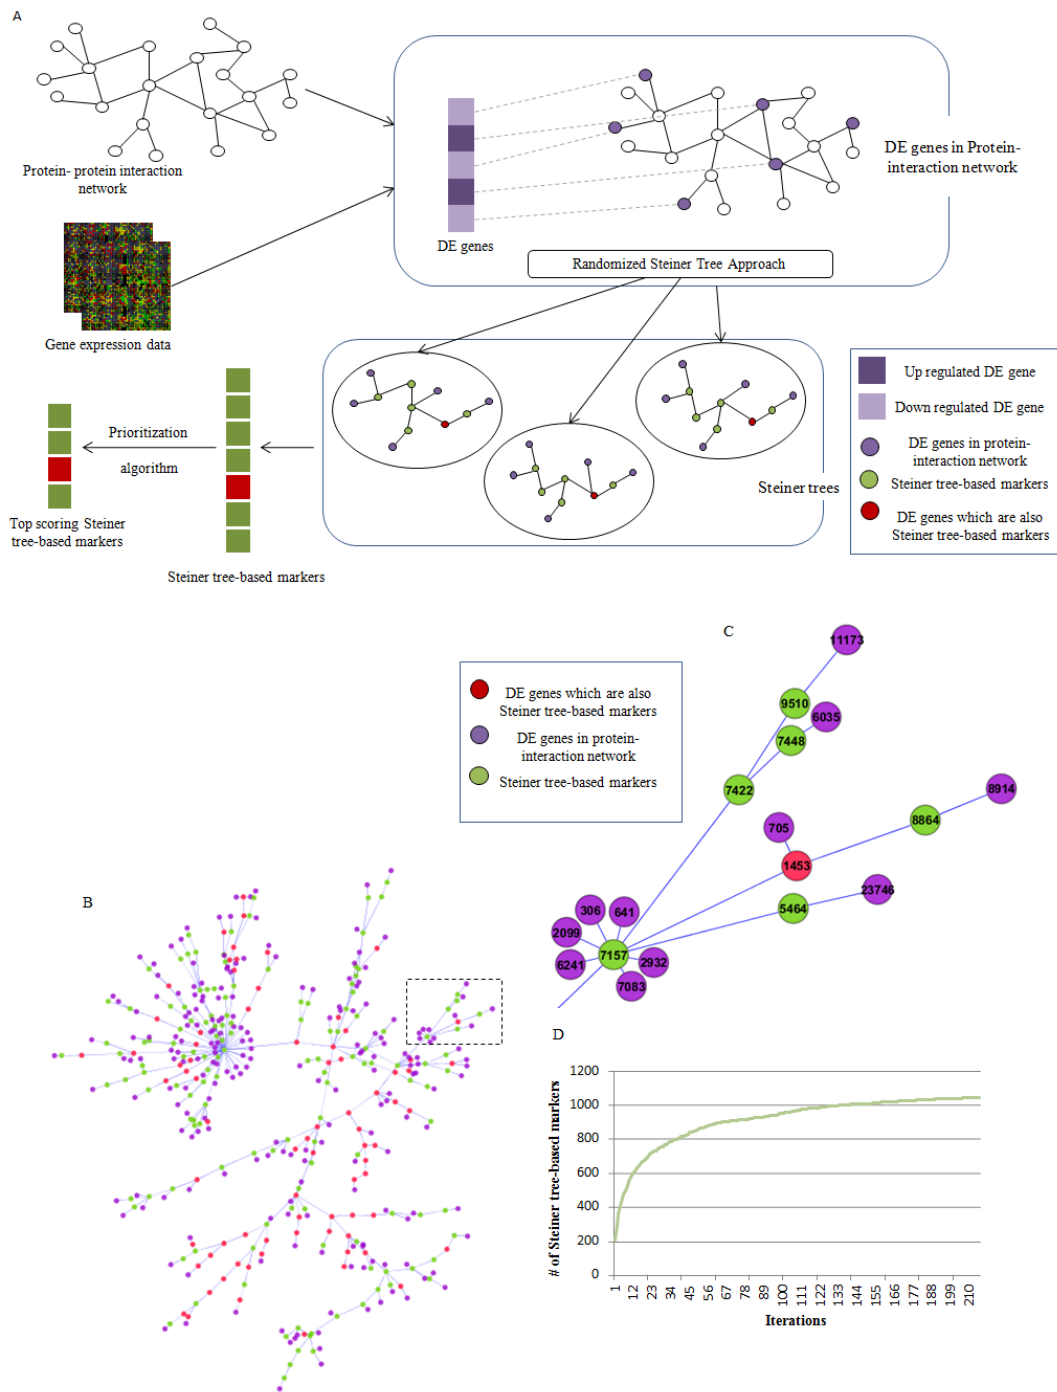 A
Protein- protein interaction
network
Gene expression data
DE genes
DE genes in Protein-
interaction network
Randomized Steiner Tree Approach
Steiner trees
Up regulated DE gene
Down regulated DE gene
DE genes in protein-
interaction network
Steiner tree-based markers
DE genes which are also
Steiner tree-based markers
Prioritization
algorithm
Top scoring Steiner
tree-based markers
Steiner tree-based markers
C
DE genes which are also
Steiner tree-based markers
DE genes in protein-
interaction network
Steiner tree-based markers
11173
9510
6035
7448
7422
8914
8864
705
1453
23746
5464
306
641
2099
7157
6241
2932
7083
B
D
# of Steiner tree-based markers
1200
1000
800
600
400
200
0
1
12
23
34
45
56
67
78
89
100
111
122
133
144
155
166
177
188
199
210
Iterations